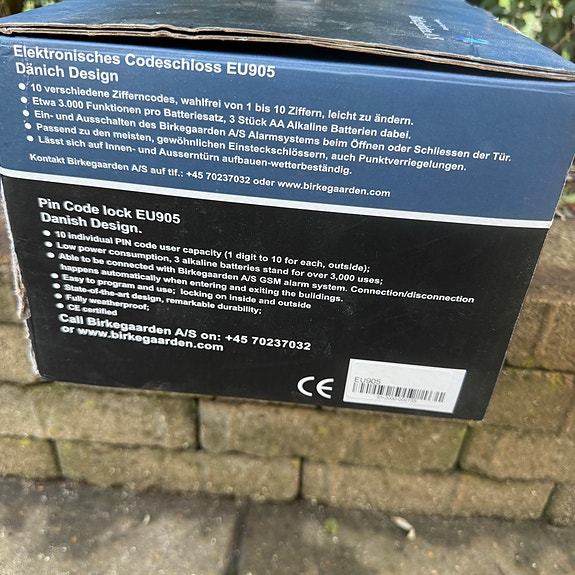 Elektronisches Codeschloss EU905
Dänich Design
• 10 verschiedene Zifferncodes, wahlfrei von 1 bis 10 Ziffern, leicht zu ändern.
• Etwa 3.000 Funktionen pro Batteriesatz, 3 Stück AA Alkaline Batterien dabei.
• Ein- und Ausschalten des Birkegaarden A/S Alarmsystems beim Öffnen oder Schliessen der Tür.
• Passend zu den meisten, gewöhnlichen Einsteckschlössern, auch Punktverriegelungen.
• Lässt sich auf Innen- und Ausserntürn aufbauen-wetterbeständig.
Kontakt Birkegaarden A/S auf tlf.: +45 70237032 oder www.birkegaarden.com
Pin Code lock EU905
Danish Design.
• 10 individual PIN code user capacity (1 digit to 10 for each, outside);
• Low power consumption, 3 alkaline batteries stand for over 3,000 uses;
• Able to be connected with Birkegaarden A/S GSM alarm system. Connection/disconnection
happens automatically when entering and exiting the buildings.
• Easy to program and use; locking on inside and outside
• State-of-the-art design, remarkable durability;
• Fully weatherproof;
• CE certified
Call Birkegaarden A/S on: +45 70237032
or www.birkegaarden.com
CE
EU905